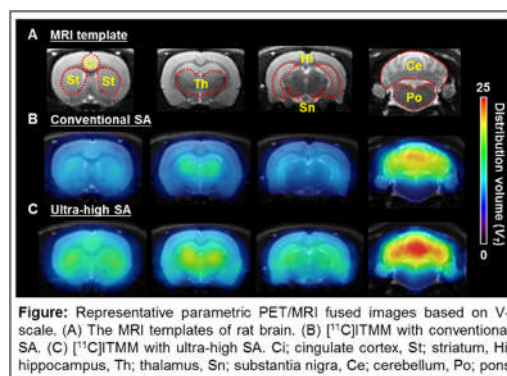 A MRI template
Ci
St St
Th
Hi
Sn
Ce
Po
B Conventional SA
C Ultra-high SA
25
Distribution volume (VT)
0
Figure: Representative parametric PET/MRI fused images based on V-
scale. (A) The MRI templates of rat brain. (B) [11C]ITMM with conventional
SA. (C) [11C]ITMM with ultra-high SA. Ci; cingulate cortex, St; striatum, Hi;
hippocampus, Th; thalamus, Sn; substantia nigra, Ce; cerebellum, Po; pons